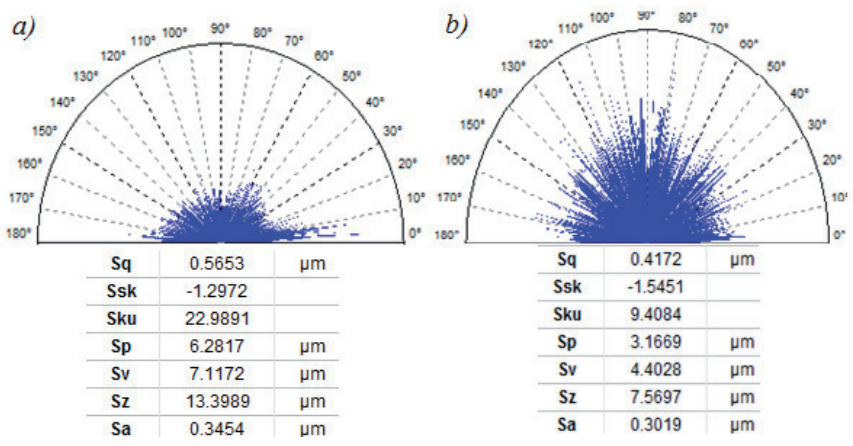 a)
90°
100° 80°
110° 70°
120° 60°
130° 50°
40°
150° 30°
160° 20°
170° 10°
180° 0°
Sq 0.5653 µm
Ssk -1.2972
Sku 22.9891
Sp 6.2817 µm
Sv 7.1172 µm
Sz 13.3989 µm
Sa 0.3454 µm
b)
90°
100° 80°
110° 70°
120° 60°
130° 50°
40°
150° 30°
160° 20°
170° 10°
180° 0°
Sq 0.4172 µm
Ssk -1.5451
Sku 9.4084
Sp 3.1669 µm
Sv 4.4028 µm
Sz 7.5697 µm
Sa 0.3019 µm